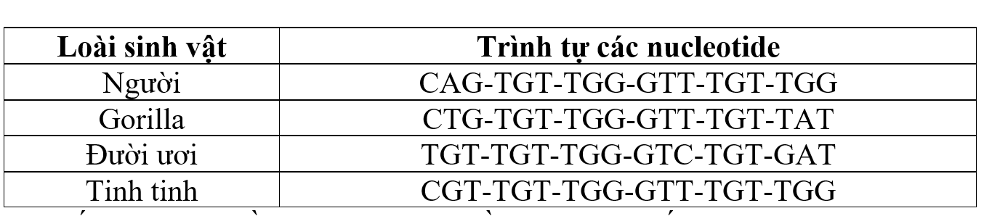 Loài sinh vật Trình tự các nucleotide
Người CAG-TGT-TGG-GTT-TGT-TGG
Gorilla CTG-TGT-TGG-GTT-TGT-TAT
Đười ươi TGT-TGT-TGG-GTC-TGT-GAT
Tinh tinh CGT-TGT-TGG-GTT-TGT-TGG